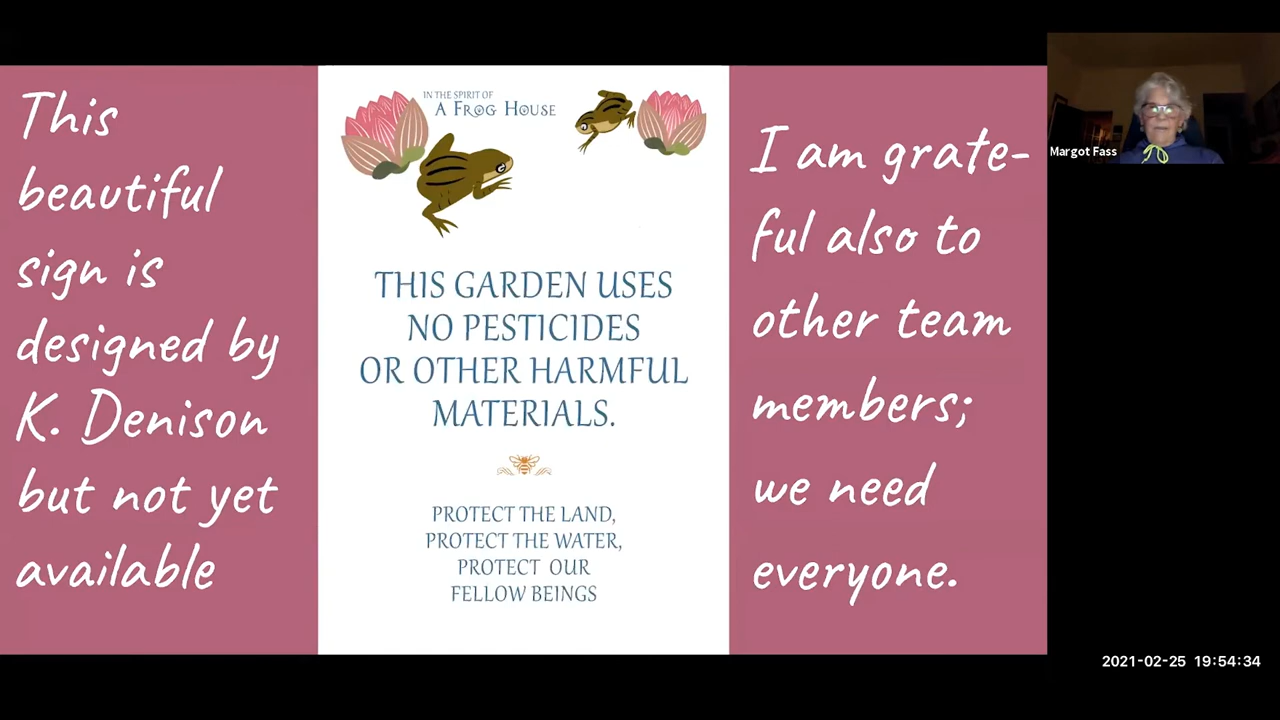 This
beautiful
sign is
designed by
K. Denison
but not yet
available
IN THE SPIRIT OF
A FROG HOUSE
THIS GARDEN USES
NO PESTICIDES
OR OTHER HARMFUL
MATERIALS.
PROTECT THE LAND,
PROTECT THE WATER,
PROTECT OUR
FELLOW BEINGS
I am grate-
ful also to
other team
members;
we need
everyone.
Margot Fass
2021-02-25 19:54:34